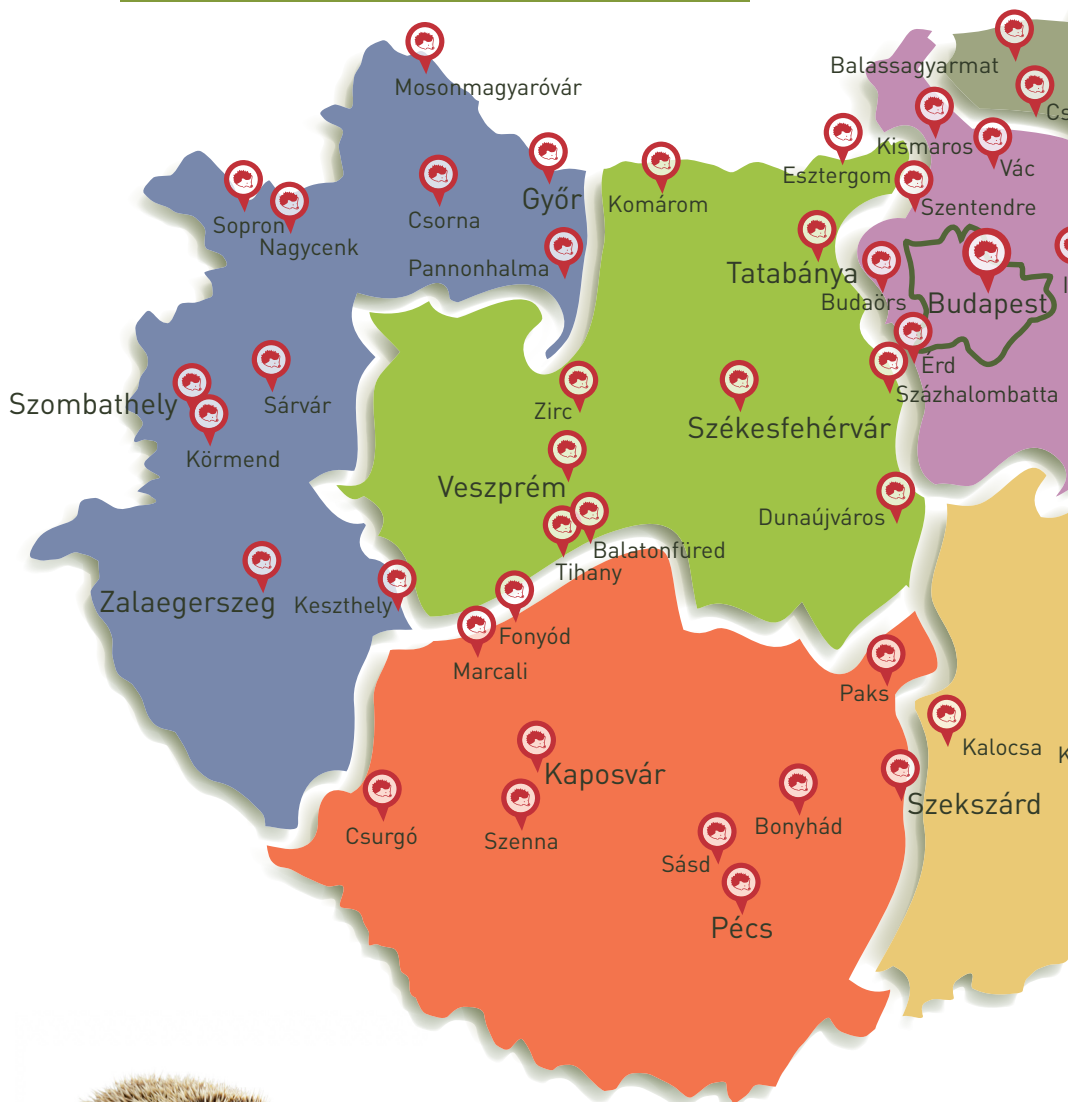 Mosonmagyaróvár
Balassagyarmat
Kismaros
Vác
Esztergom
Szentendre
Győr
Komárom
Csorna
Sopron
Nagycenk
Pannonhalma
Tatabánya
Budaörs
Budapest
Érd
Százhalombatta
Szombathely
Sárvár
Körmend
Zirc
Székesfehérvár
Veszprém
Dunaújváros
Balatonfüred
Tihany
Zalaegerszeg
Keszthely
Fonyód
Marcali
Paks
Kalocsa
Kaposvár
Szekszárd
Csurgó
Szenna
Bonyhád
Sásd
Pécs